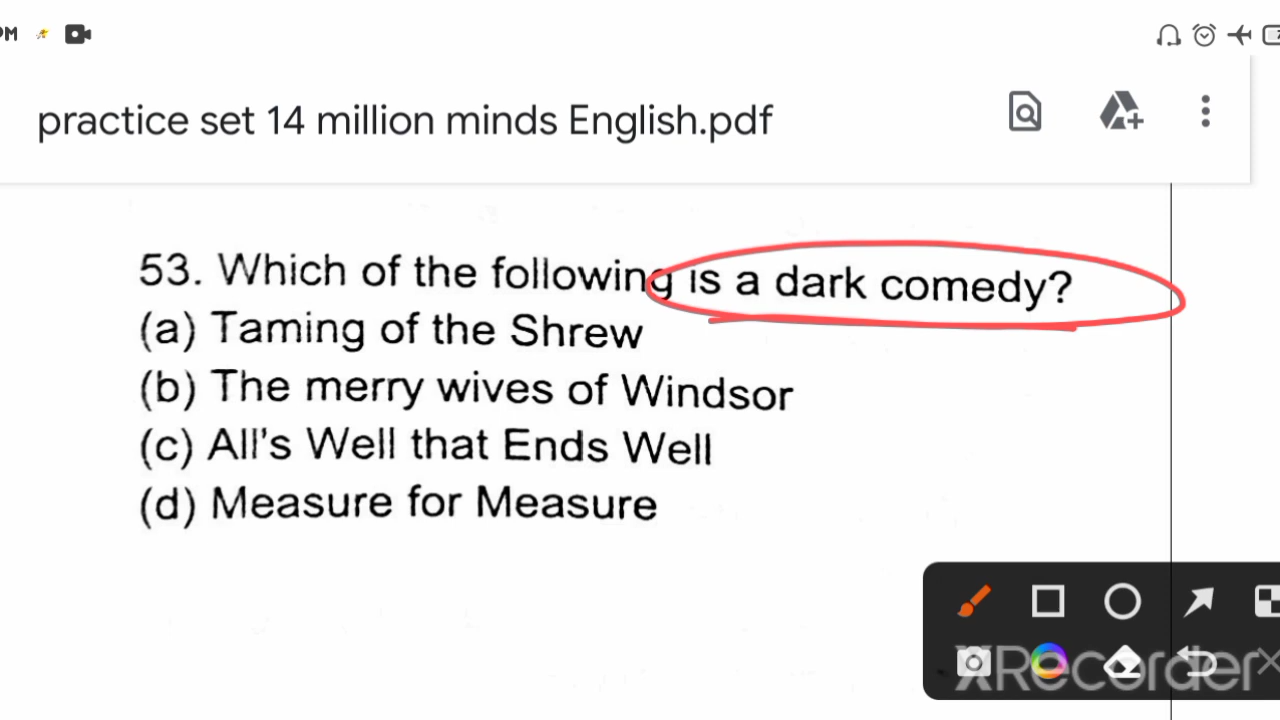 practice set 14 million minds English.pdf
53. Which of the following is a dark comedy?
(a) Taming of the Shrew
(b) The merry wives of Windsor
(c) All's Well that Ends Well
(d) Measure for Measure
XRecorder